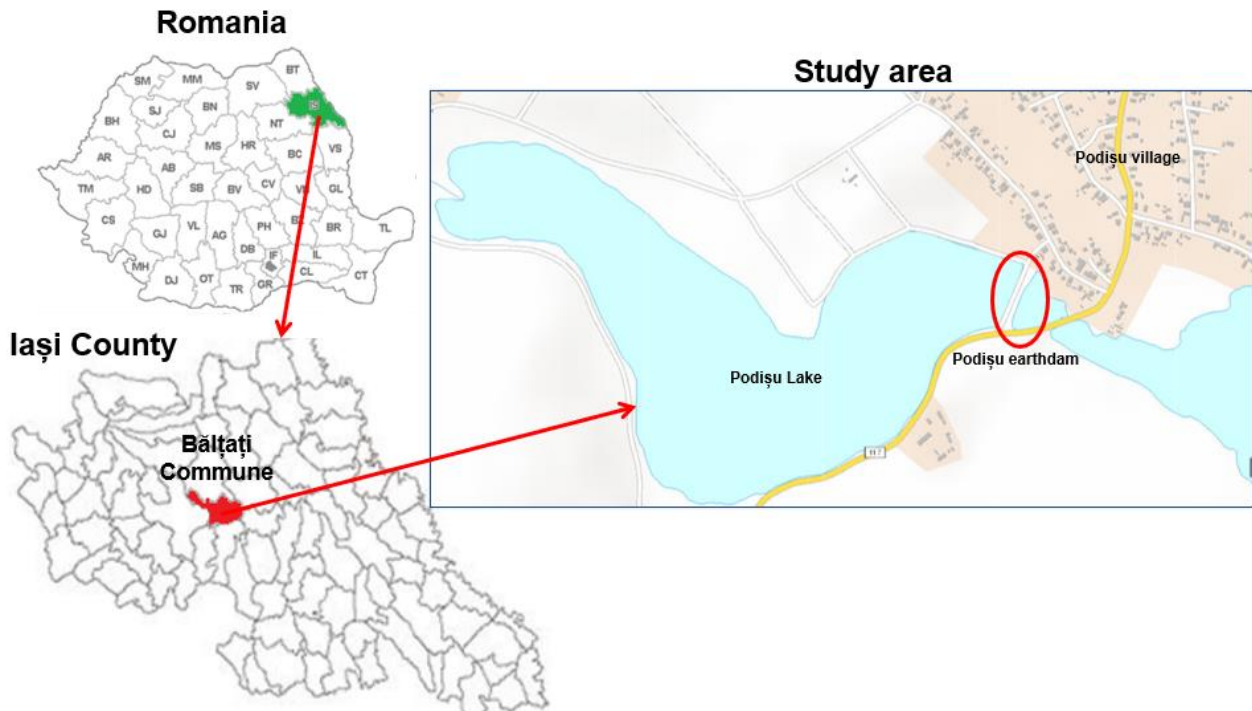 Romania
BT
SM
MM
SV
IS
SJ
BN
BH
NT
CJ
MS
HR
AR
BC
VS
AB
TM
HD
SB
BV
CV
GL
CS
VL
PH
BR
GJ
AG
TL
DB
MH
IF
IL
DJ
OT
CL
CT
TR
GR
Study area
Podișu village
Podișu earthdam
Podișu Lake
117
Iași County
Bălțați
Commune